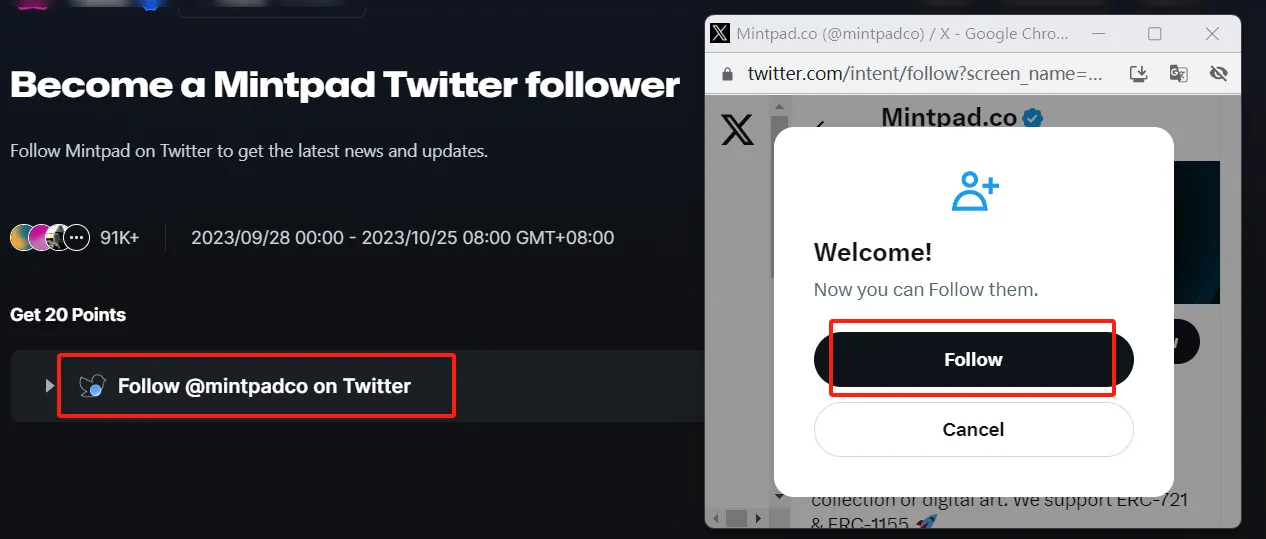 Become a Mintpad Twitter follower
Follow Mintpad on Twitter to get the latest news and updates.
91K+
2023/09/28 00:00 - 2023/10/25 08:00 GMT+08:00
Get 20 Points
Follow @mintpadco on Twitter
Mintpad.co (@mintpadco) / X - Google Chro...
twitter.com/intent/follow?screen_name=...
Mintpad.co
Welcome!
Now you can Follow them.
Follow
Cancel
collection or digital art. We support ERC-721
& ERC-1155 🚀